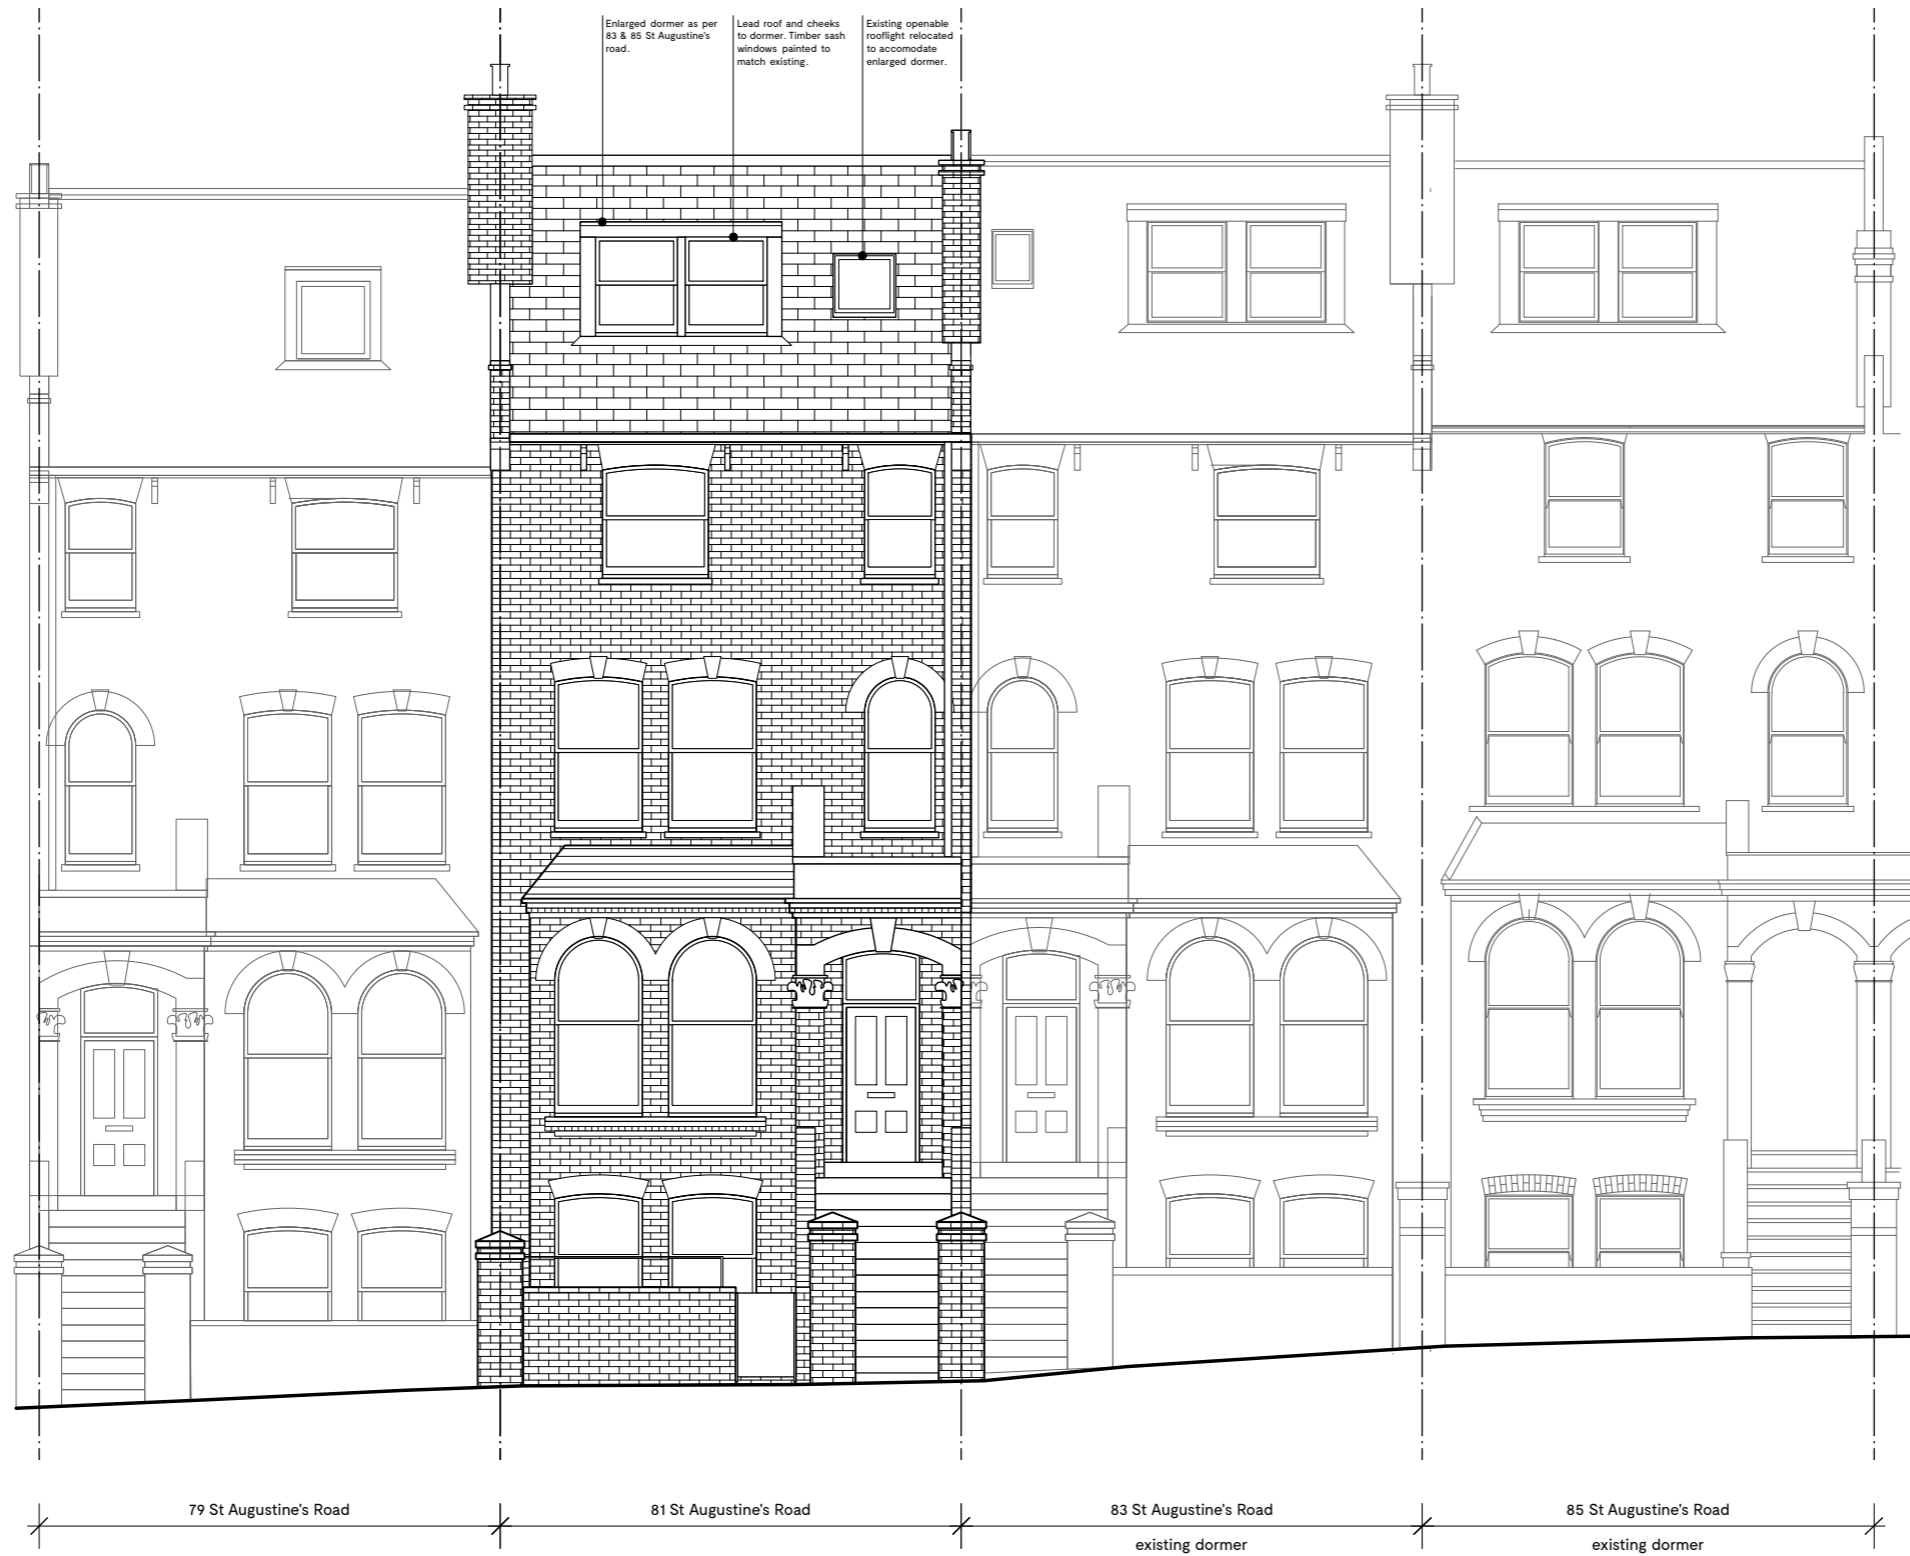 Enlarged dormer as per
83 & 85 St Augustine's
road.
Lead roof and cheeks
to dormer. Timber sash
windows painted to
match existing.
Existing openable
rooflight relocated
to accomodate
enlarged dormer.
79 St Augustine's Road
81 St Augustine's Road
83 St Augustine's Road
existing dormer
85 St Augustine's Road
existing dormer